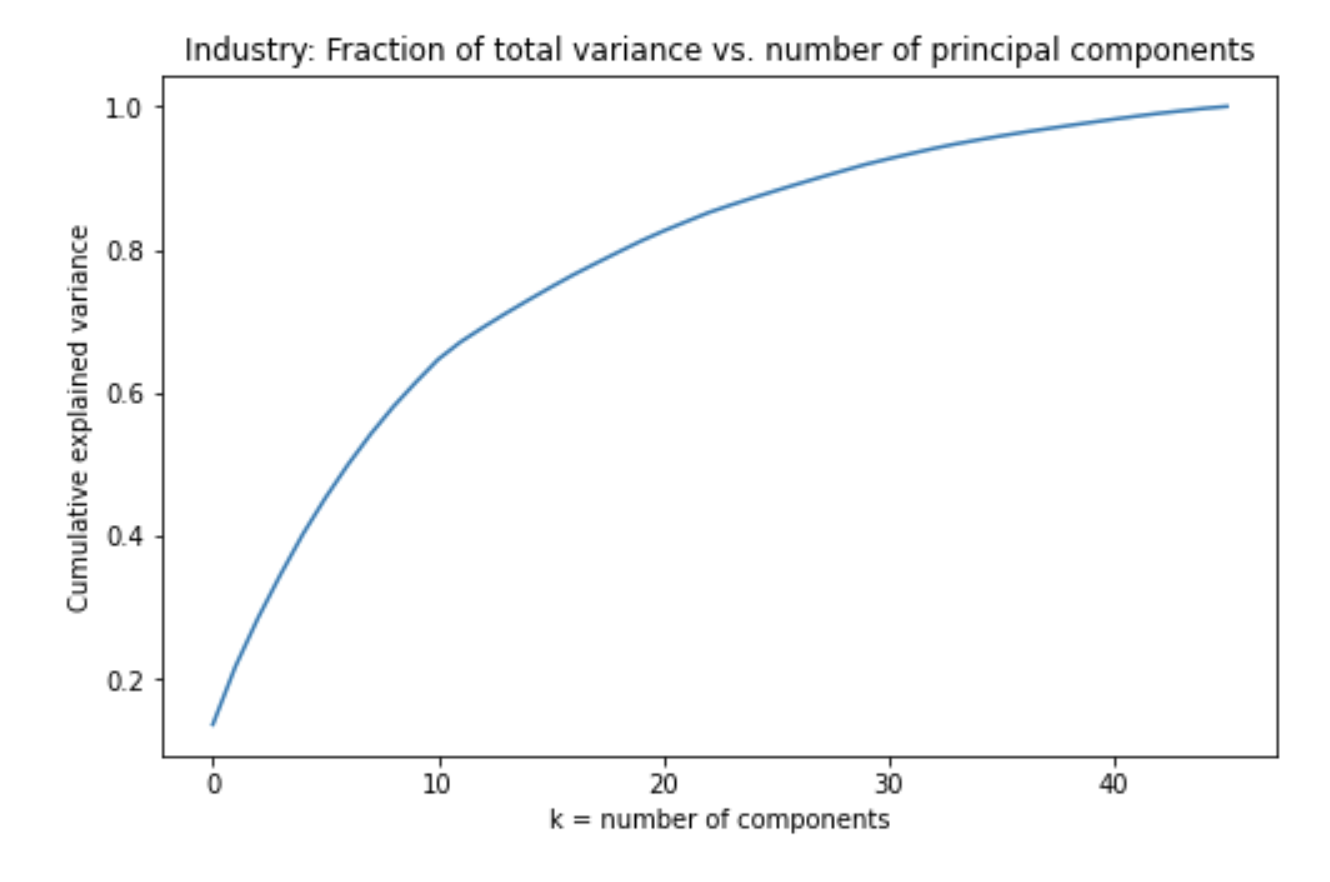 Industry: Fraction of total variance vs. number of principal components
1.0
0.8
0.6
0.4
0.2
Cumulative explained variance
0 10 20 30 40
k = number of components